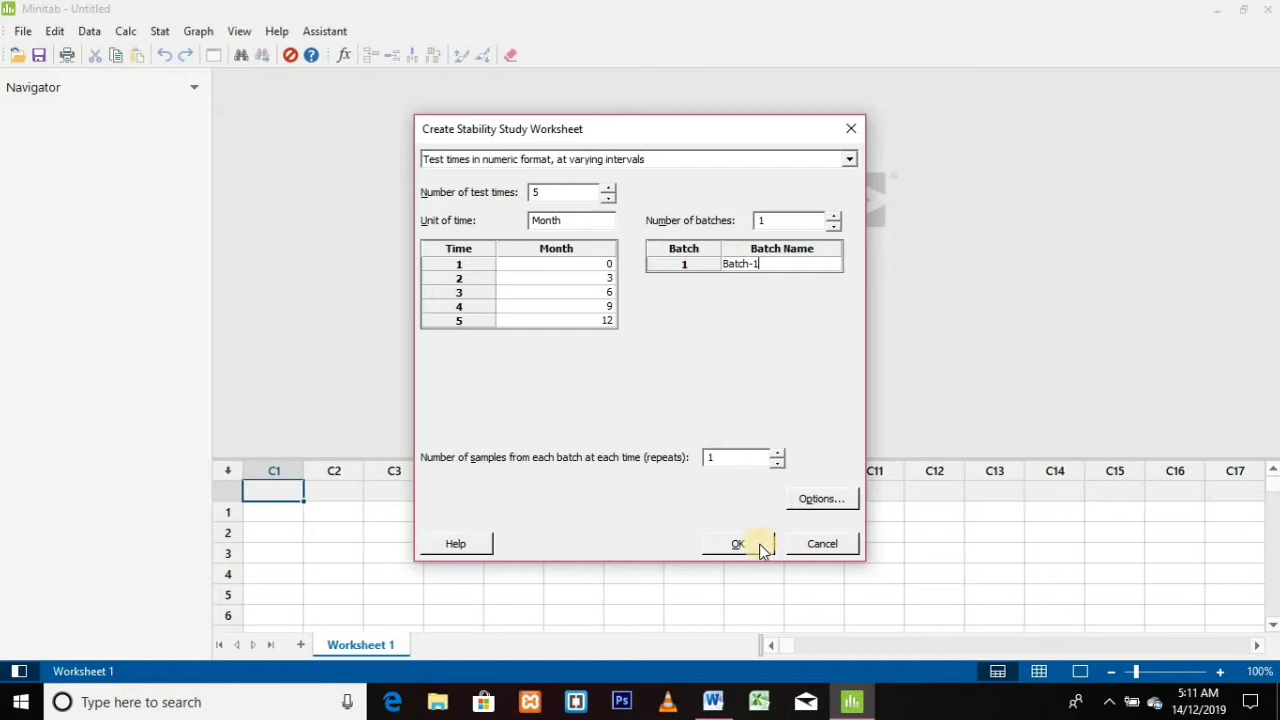 Minitab - Untitled
File Edit Data Calc Stat Graph View Help Assistant
fx
Navigator
Create Stability Study Worksheet
Test times in numeric format, at varying intervals
Number of test times: 5
Unit of time: Month Number of batches: 1
Time Month Batch Batch Name
1 0 1 Batch-1
2 3
3 6
4 9
5 12
Number of samples from each batch at each time (repeats): 1
C1 C2 C3 C11 C12 C13 C14 C15 C16 C17
Options...
1
2
Help OK Cancel
3
4
5
6
Worksheet 1
Worksheet 1 100%
Type here to search
5:11 AM
14/12/2019